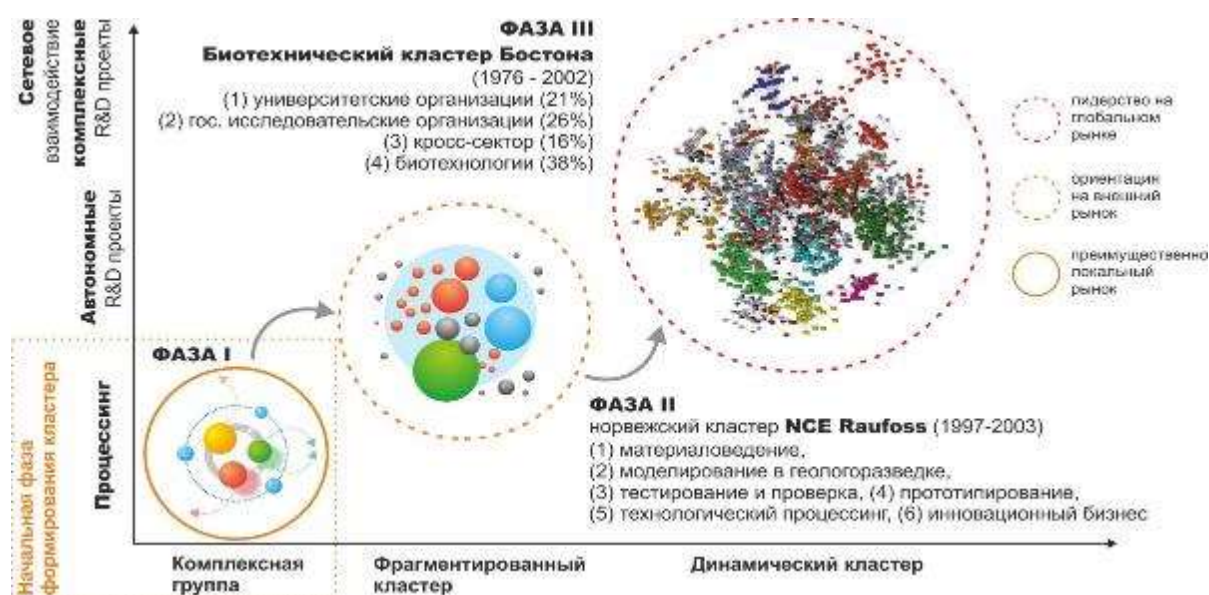 Сетевое
взаимодействие
комплексные
R&D проекты
Автономные
R&D проекты
Процессинг
Начальная фаза
формирования кластера
ФАЗА III
Биотехнический кластер Бостона
(1976 - 2002)
(1) университетские организации (21%)
(2) гос. исследовательские организации (26%)
(3) кросс-сектор (16%)
(4) биотехнологии (38%)
лидерство на
глобальном
рынке
ориентация
на внешний
рынок
преимущественно
локальный
рынок
ФАЗА I
ФАЗА II
норвежский кластер NCE Raufoss (1997-2003)
(1) материаловедение,
(2) моделирование в геологоразведке,
(3) тестирование и проверка, (4) прототипирование,
(5) технологический процессинг, (6) инновационный бизнес
Комплексная
группа
Фрагментированный
кластер
Динамический кластер